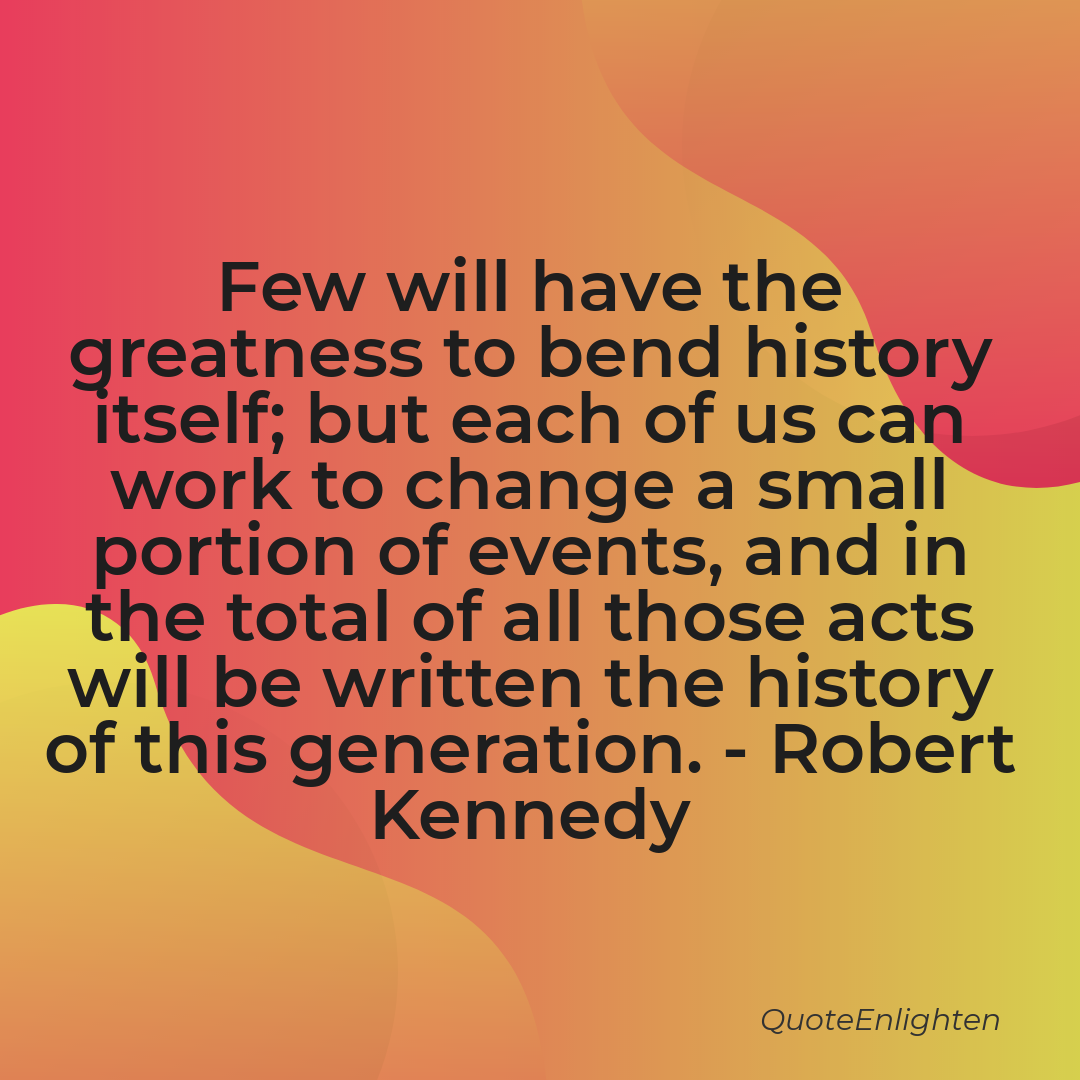 Few will have the
greatness to bend history
itself; but each of us can
work to change a small
portion of events, and in
the total of all those acts
will be written the history
of this generation. - Robert
Kennedy
QuoteEnlighten